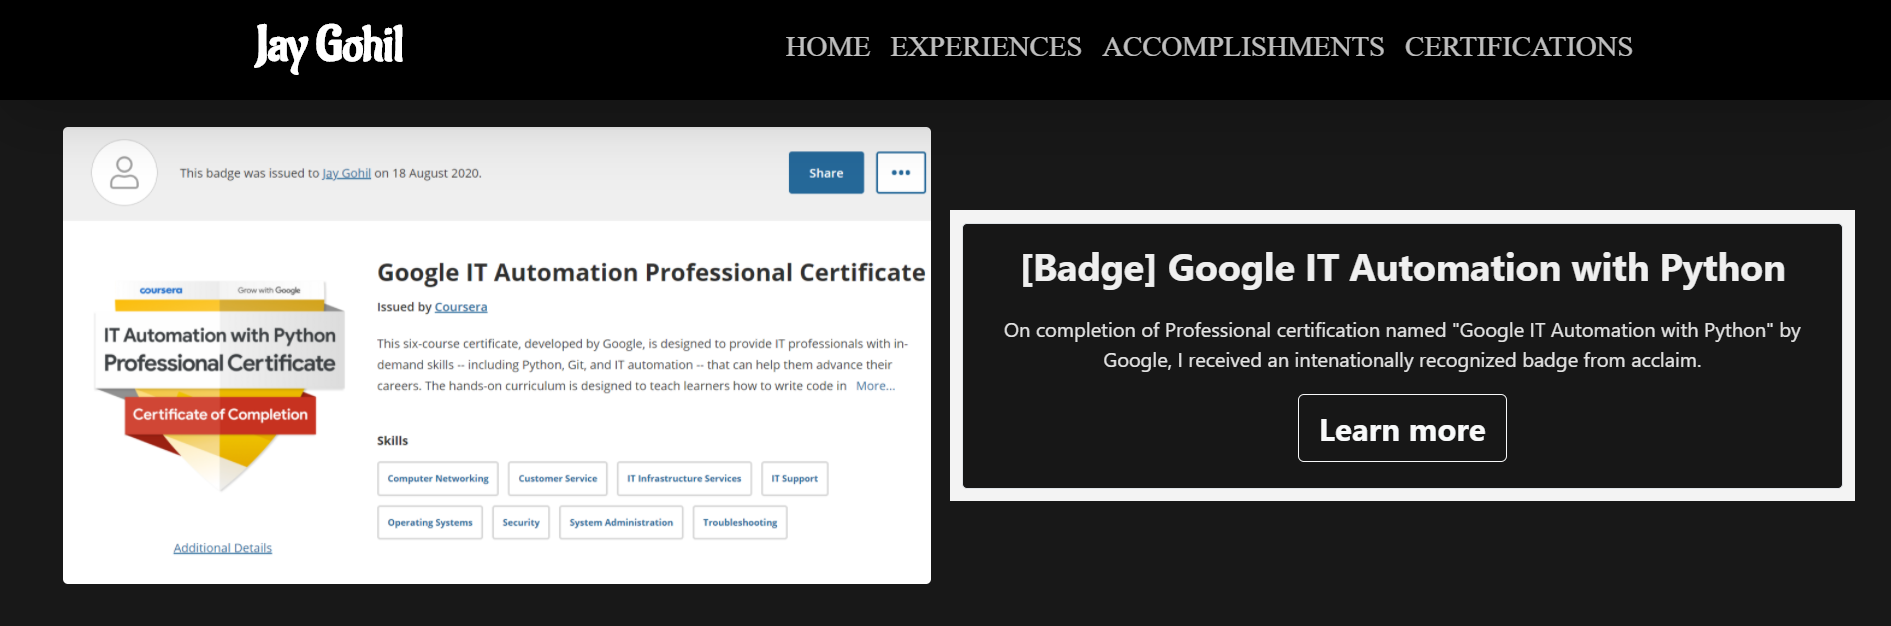 Jay Gohil
HOME EXPERIENCES ACCOMPLISHMENTS CERTIFICATIONS
This badge was issued to Jay Gohil on 18 August 2020.
Share
•••
coursera
Grow with Google
IT Automation with Python
Professional Certificate
Certificate of Completion
Additional Details
Google IT Automation Professional Certificate
Issued by Coursera
This six-course certificate, developed by Google, is designed to provide IT professionals with in-
demand skills -- including Python, Git, and IT automation -- that can help them advance their
careers. The hands-on curriculum is designed to teach learners how to write code in More...
Skills
Computer Networking Customer Service IT Infrastructure Services IT Support
Operating Systems Security System Administration Troubleshooting
[Badge] Google IT Automation with Python
On completion of Professional certification named "Google IT Automation with Python" by
Google, I received an intenationally recognized badge from acclaim.
Learn more